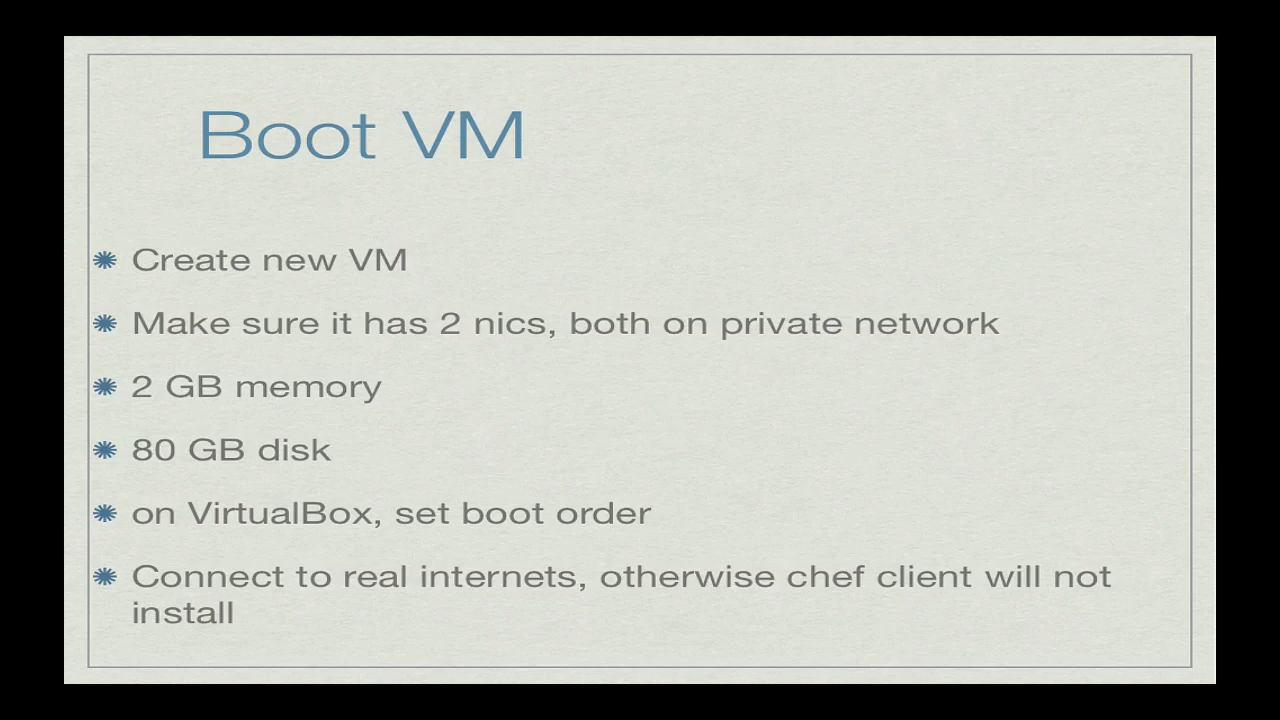 Boot VM
Create new VM
Make sure it has 2 nics, both on private network
2 GB memory
80 GB disk
on VirtualBox, set boot order
Connect to real internets, otherwise chef client will not
install